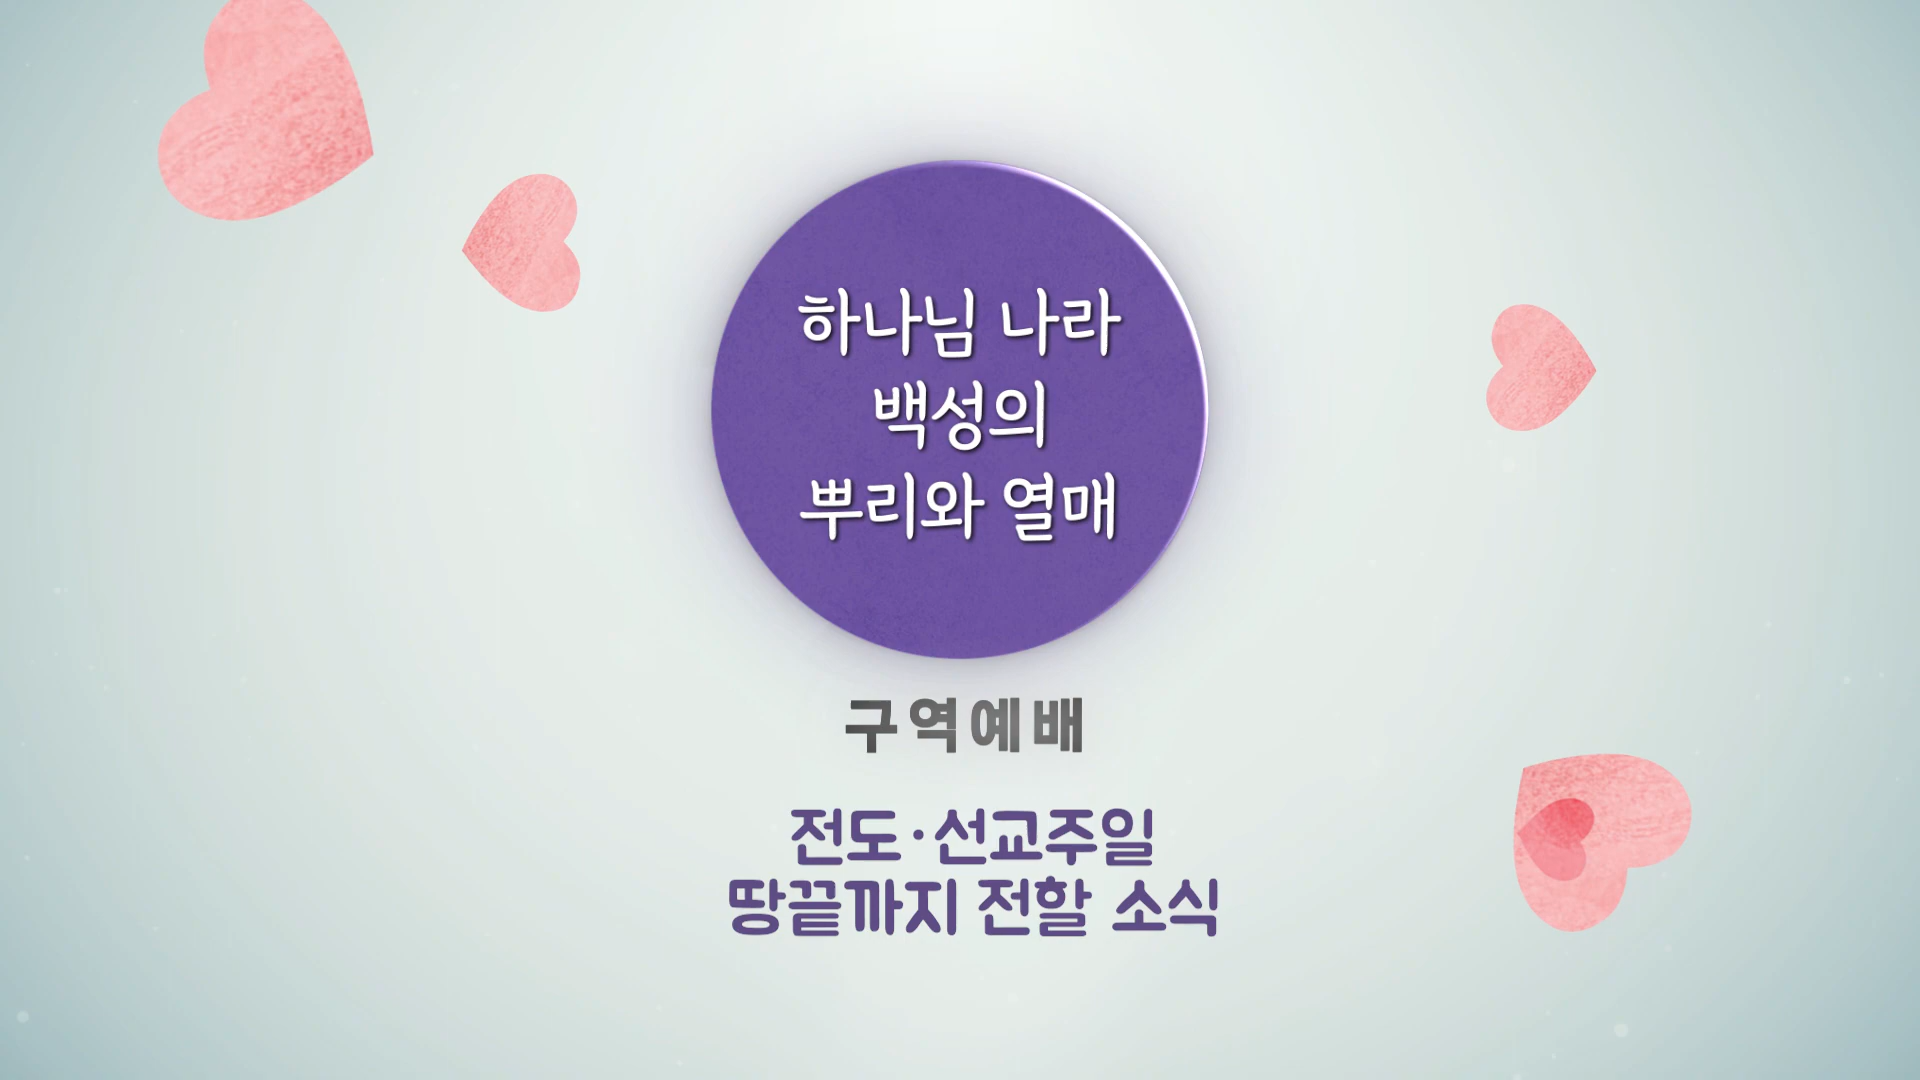 하나님 나라
백성의
뿌리와 열매
구역예배
전도·선교주일
땅끝까지 전할 소식